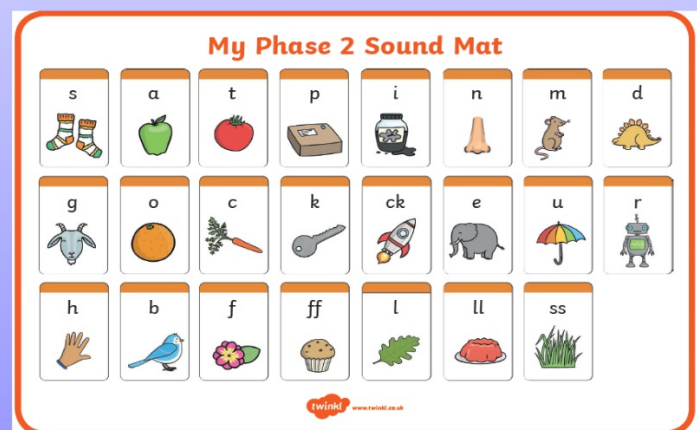 My Phase 2 Sound Mat
s a t p i n m d
g o c k ck e u r
h b f ff l ll ss
twinkl www.twinkl.co.uk